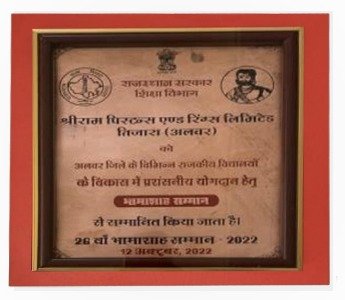 राजस्थान सरकार
शिक्षा विभाग
श्रीराम पिस्टन्स एण्ड रिंग्स लिमिटेड
तिजारा (अलवर)
को
अलवर जिले के विभिन्न राजकीय विद्यालयों
के विकास में प्रशंसनीय योगदान हेतु
भामाशाह सम्मान
से सम्मानित किया जाता है।
26 वाँ भामाशाह सम्मान - 2022
12 अक्टूबर, 2022